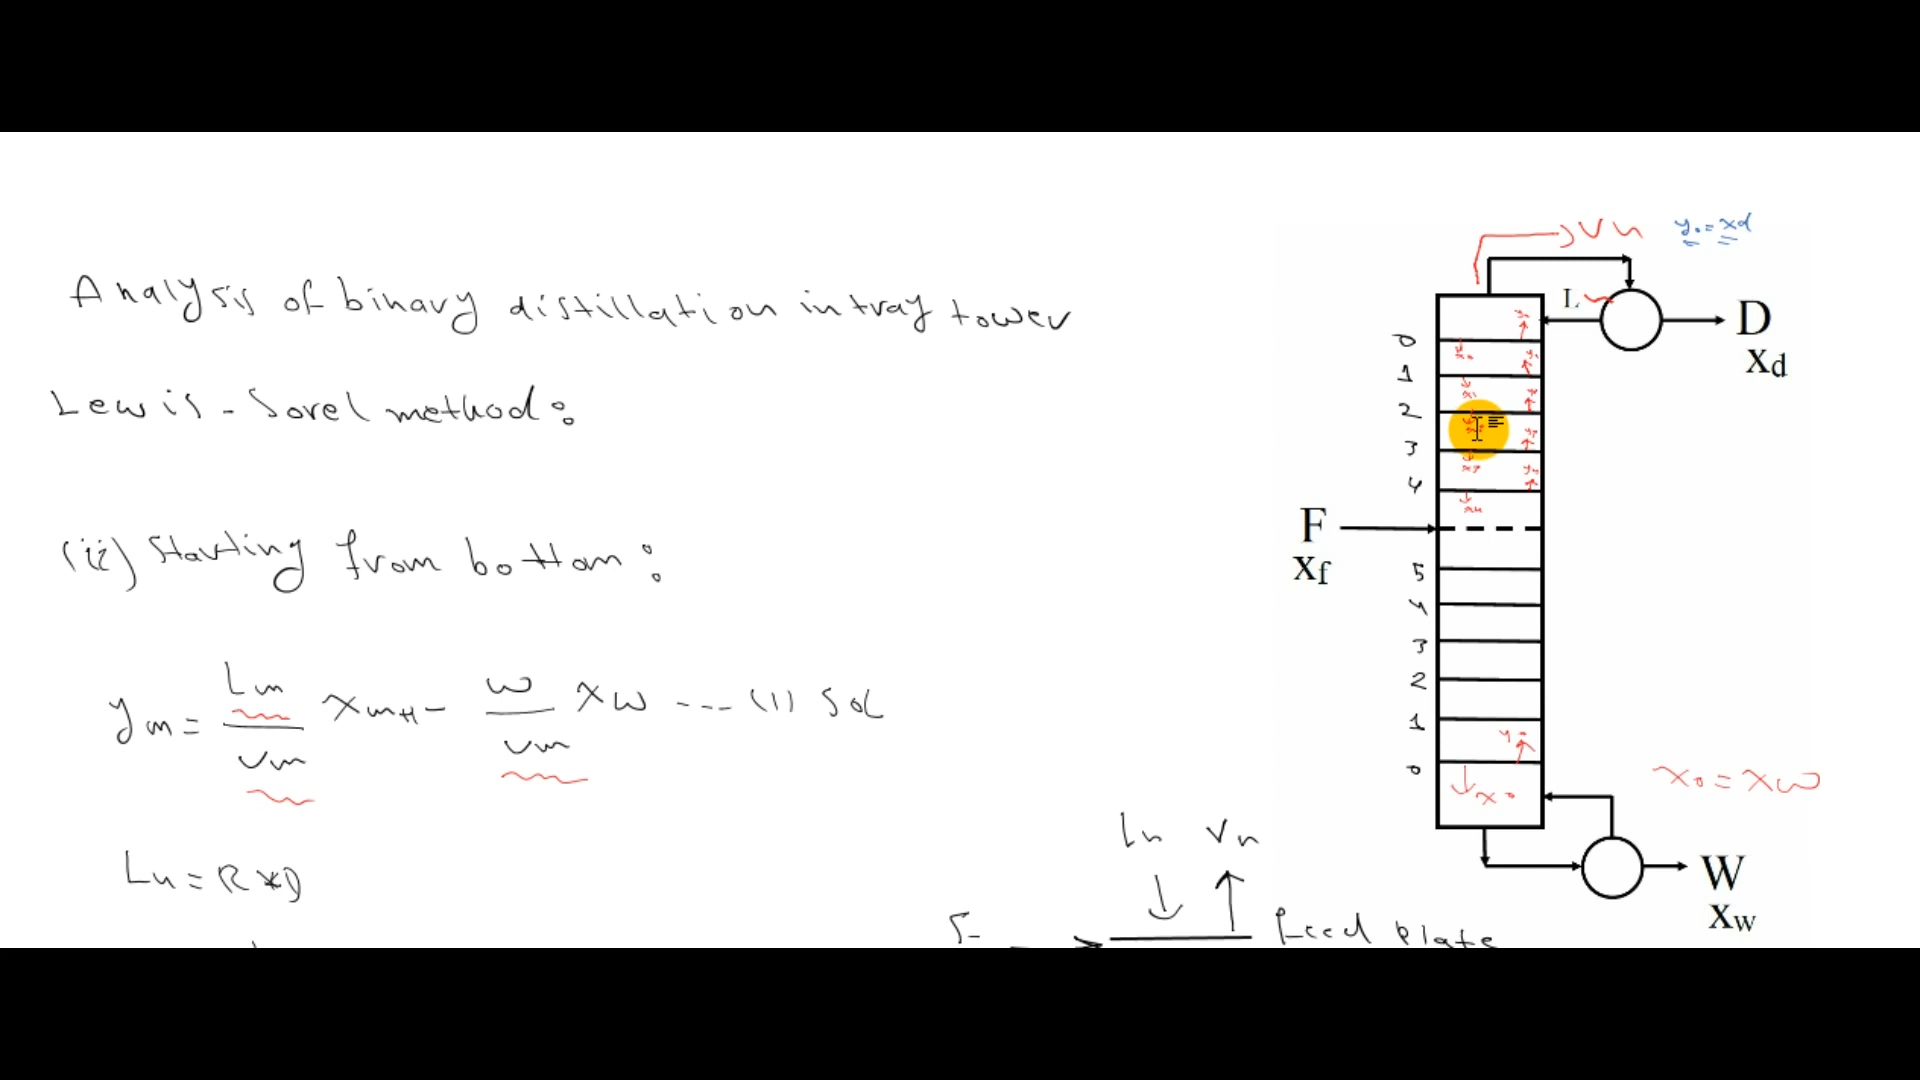 Analysis of binary distillation in tray tower
Lewis - Sorel method:
(ii) Starting from bottom:
ym = Lm/Vm xm+1 - W/Vm xW --- (1) SOL
Ln = R*D
Ln Vn
F
feed plate
Vn
y0 = xd
L
D
xd
0
1
2
3
4
F
xf
5
4
3
2
1
0
y0
x0
x0 = xw
W
xw